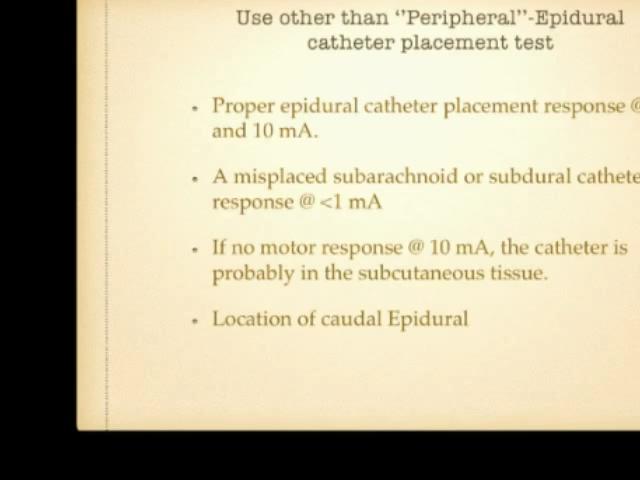 Use other than ‘’Peripheral’’-Epidural
catheter placement test
• Proper epidural catheter placement response @
and 10 mA.
• A misplaced subarachnoid or subdural cathete
response @ <1 mA
• If no motor response @ 10 mA, the catheter is
probably in the subcutaneous tissue.
• Location of caudal Epidural